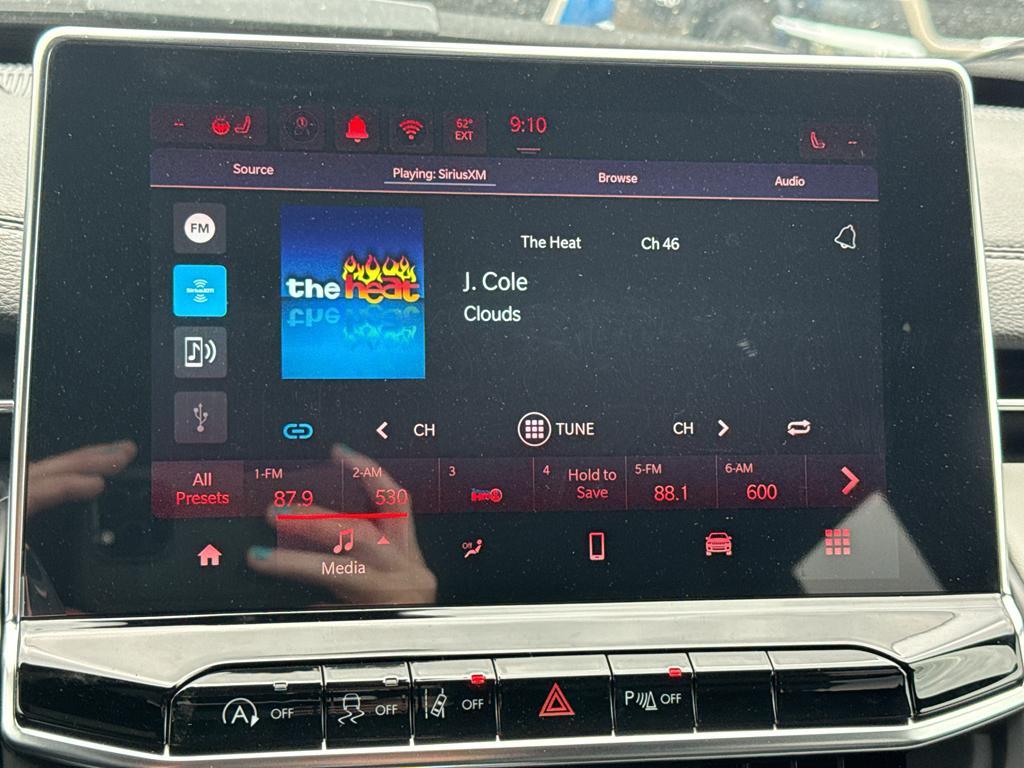 62°
EXT
9:10
Source
Playing: SiriusXM
Browse
Audio
FM
SiriusXM
the heat
The Heat
Ch 46
J. Cole
Clouds
CH
TUNE
CH
All
Presets
1-FM
87.9
2-AM
530
3
4
Hold to
Save
5-FM
88.1
6-AM
600
Off
Media
A OFF
OFF
OFF
P OFF